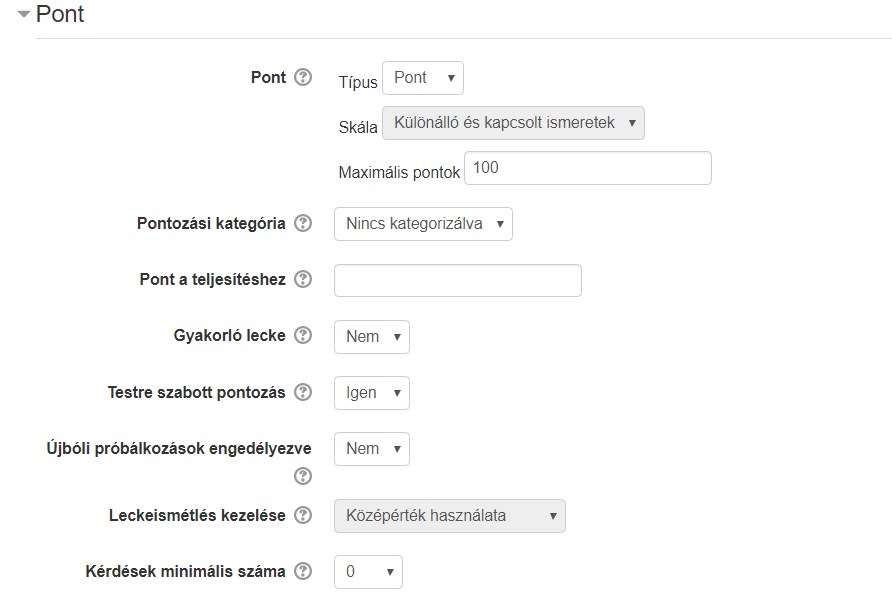 Pont
Pont Típus Pont
Skála Különálló és kapcsolt ismeretek
Maximális pontok 100
Pontozási kategória Nincs kategorizálva
Pont a teljesítéshez
Gyakorló lecke Nem
Testre szabott pontozás Igen
Újbóli próbálkozások engedélyezve Nem
Leckeismétlés kezelése Középérték használata
Kérdések minimális száma 0